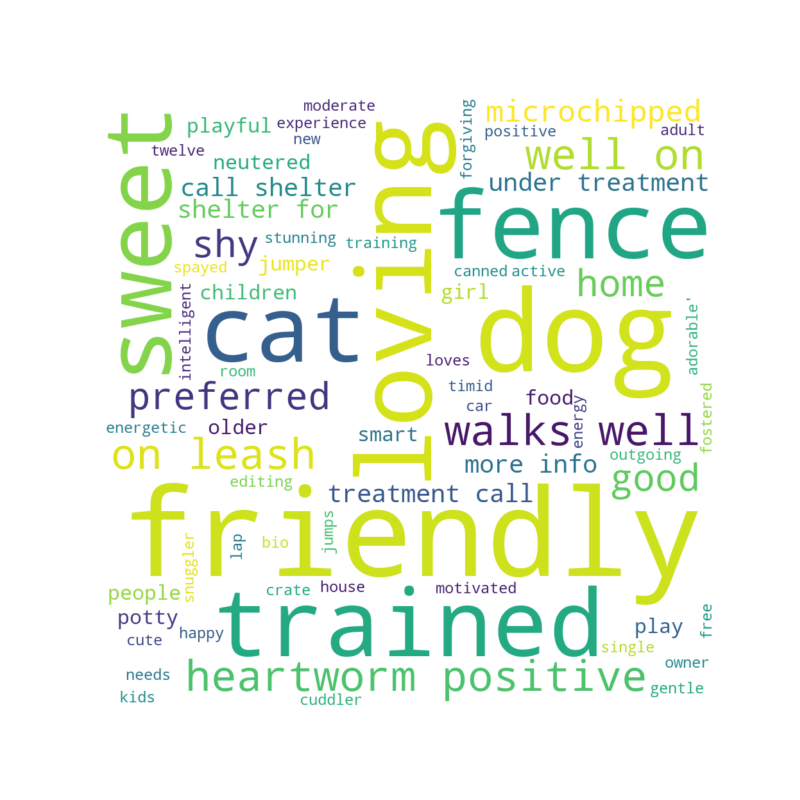 moderate
experience
new
playful
twelve
neutered
call shelter
shelter for
shy
stunning
training
spayed
jumper
children
intelligent
sweet
loving
forgiving
microchipped
positive
adult
well on
under treatment
fence
canned
active
home
girl
cat
dog
adorable'
room
loves
preferred
timid
car
food
energy
fostered
energetic
older
smart
walks well
on leash
more info
outgoing
good
editing
treatment call
friendly
snuggler
lap
bio
jumps
people
crate
house
motivated
potty
trained
play
free
cute
happy
single
needs
heartworm positive
owner
kids
cuddler
gentle